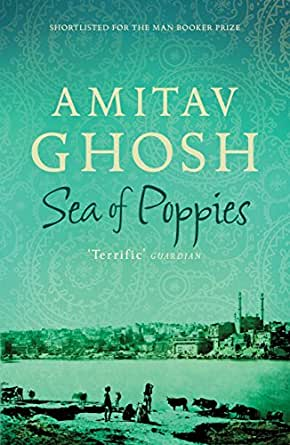 SHORTLISTED FOR THE MAN BOOKER PRIZE
AMITAV
GHOSH
Sea of Poppies
'Terrific' GUARDIAN